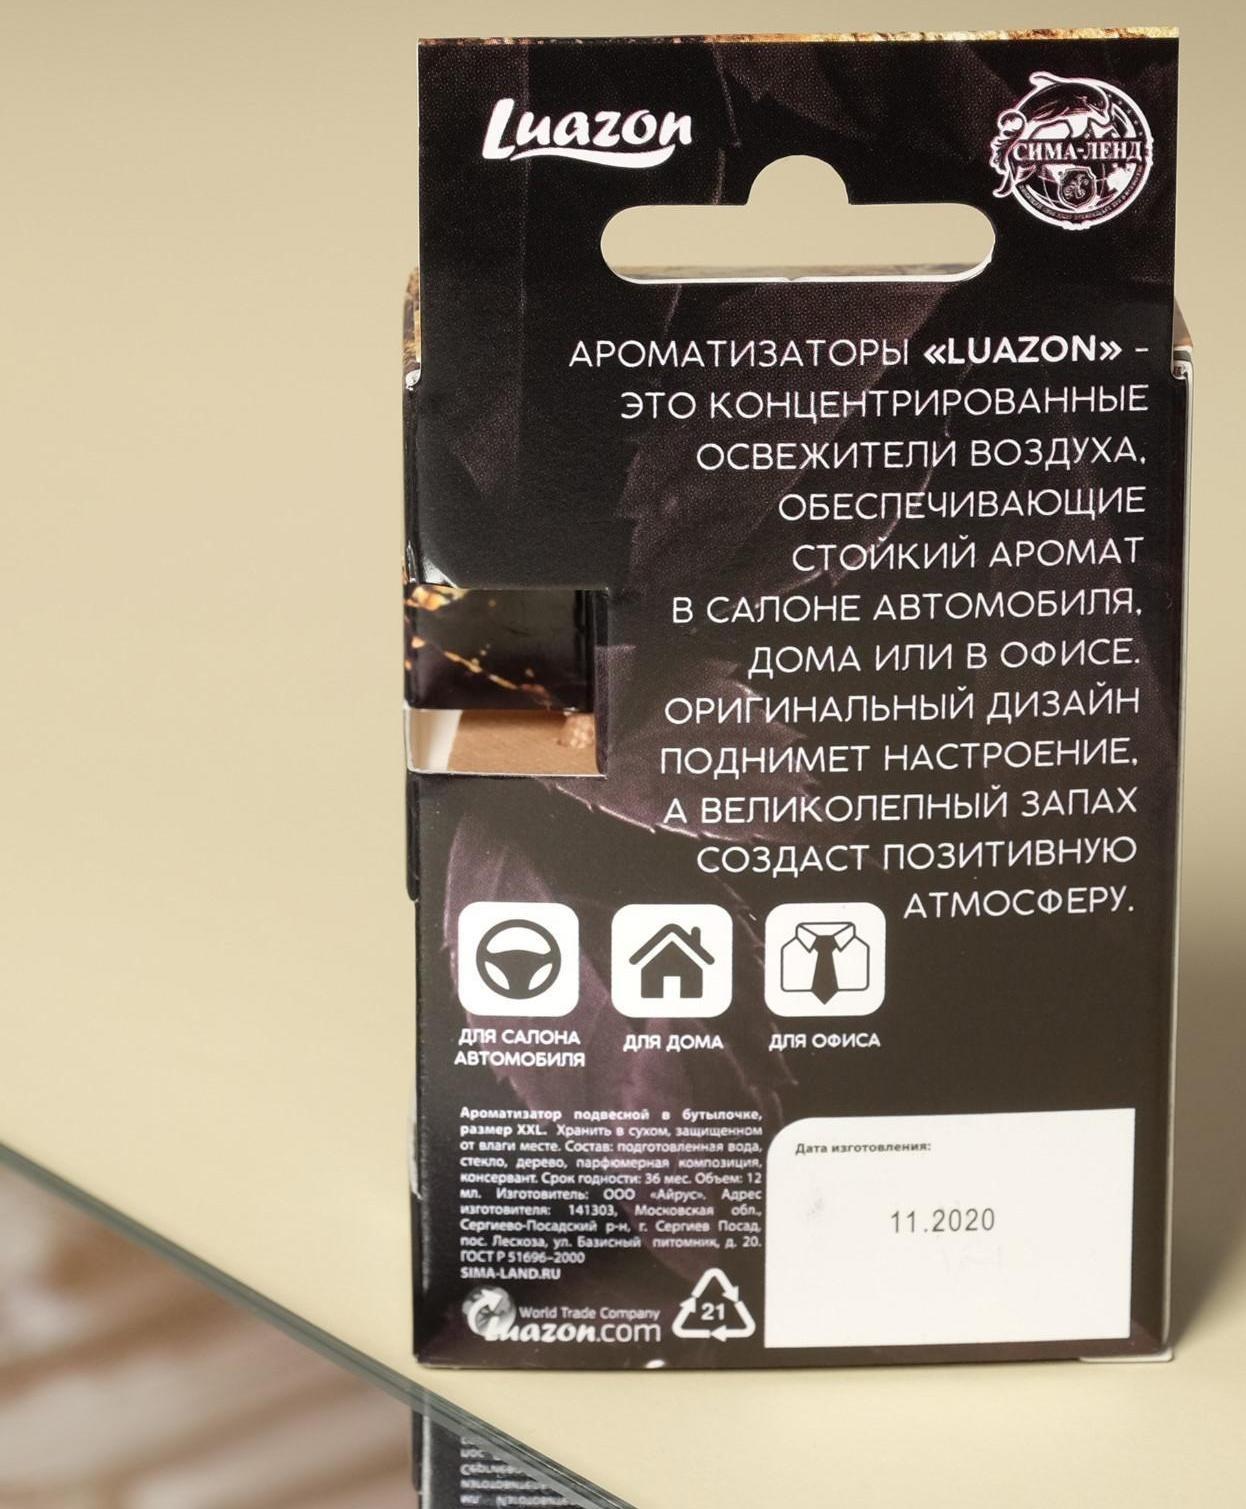 Luazon
СИМА-ЛЕНД
АРОМАТИЗАТОРЫ «LUAZON» -
ЭТО КОНЦЕНТРИРОВАННЫЕ
ОСВЕЖИТЕЛИ ВОЗДУХА,
ОБЕСПЕЧИВАЮЩИЕ
СТОЙКИЙ АРОМАТ
В САЛОНЕ АВТОМОБИЛЯ,
ДОМА ИЛИ В ОФИСЕ.
ОРИГИНАЛЬНЫЙ ДИЗАЙН
ПОДНИМЕТ НАСТРОЕНИЕ,
А ВЕЛИКОЛЕПНЫЙ ЗАПАХ
СОЗДАСТ ПОЗИТИВНУЮ
АТМОСФЕРУ.
ДЛЯ САЛОНА
АВТОМОБИЛЯ
ДЛЯ ДОМА
ДЛЯ ОФИСА
Ароматизатор подвесной в бутылочке,
размер XXL. Хранить в сухом, защищенном
от влаги месте. Состав: подготовленная вода,
стекло, дерево, парфюмерная композиция,
консервант. Срок годности: 36 мес. Объем: 12
мл. Изготовитель: ООО «Айрус». Адрес
изготовителя: 141303, Московская обл.,
Сергиево-Посадский р-н, г. Сергиев Посад,
пос. Лесхоза, ул. Базисный питомник, д. 20.
ГОСТ Р 51696-2000
SIMA-LAND.RU
World Trade Company
Luazon.com
21
Дата изготовления:
11.2020